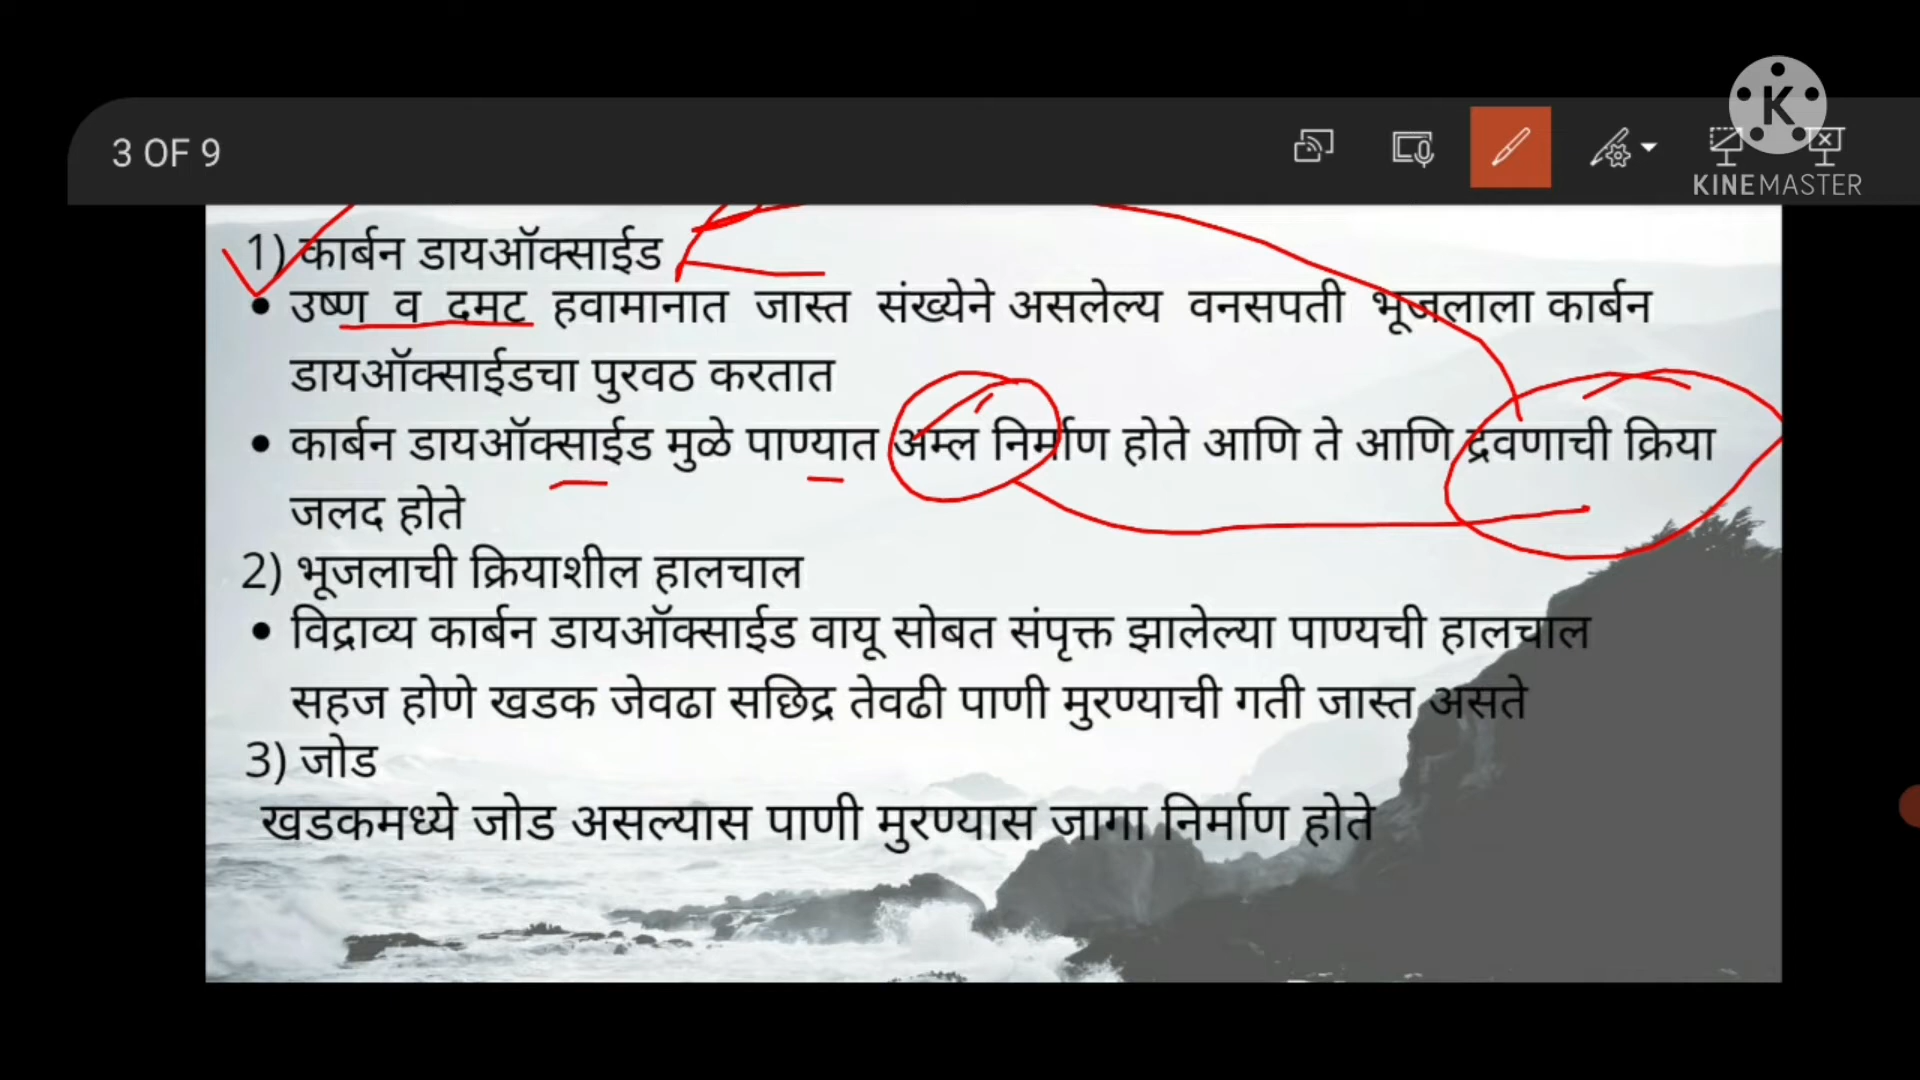 3 OF 9
KINEMASTER
1) कार्बन डायऑक्साईड
• उष्ण व दमट हवामानात जास्त संख्येने असलेल्य वनसपती भूजलाला कार्बन
डायऑक्साईडचा पुरवठ करतात
• कार्बन डायऑक्साईड मुळे पाण्यात अम्ल निर्माण होते आणि ते आणि द्रवणाची क्रिया
जलद होते
2) भूजलाची क्रियाशील हालचाल
• विद्राव्य कार्बन डायऑक्साईड वायू सोबत संपृक्त झालेल्या पाण्यची हालचाल
सहज होणे खडक जेवढा सछिद्र तेवढी पाणी मुरण्याची गती जास्त असते
3) जोड
खडकमध्ये जोड असल्यास पाणी मुरण्यास जागा निर्माण होते